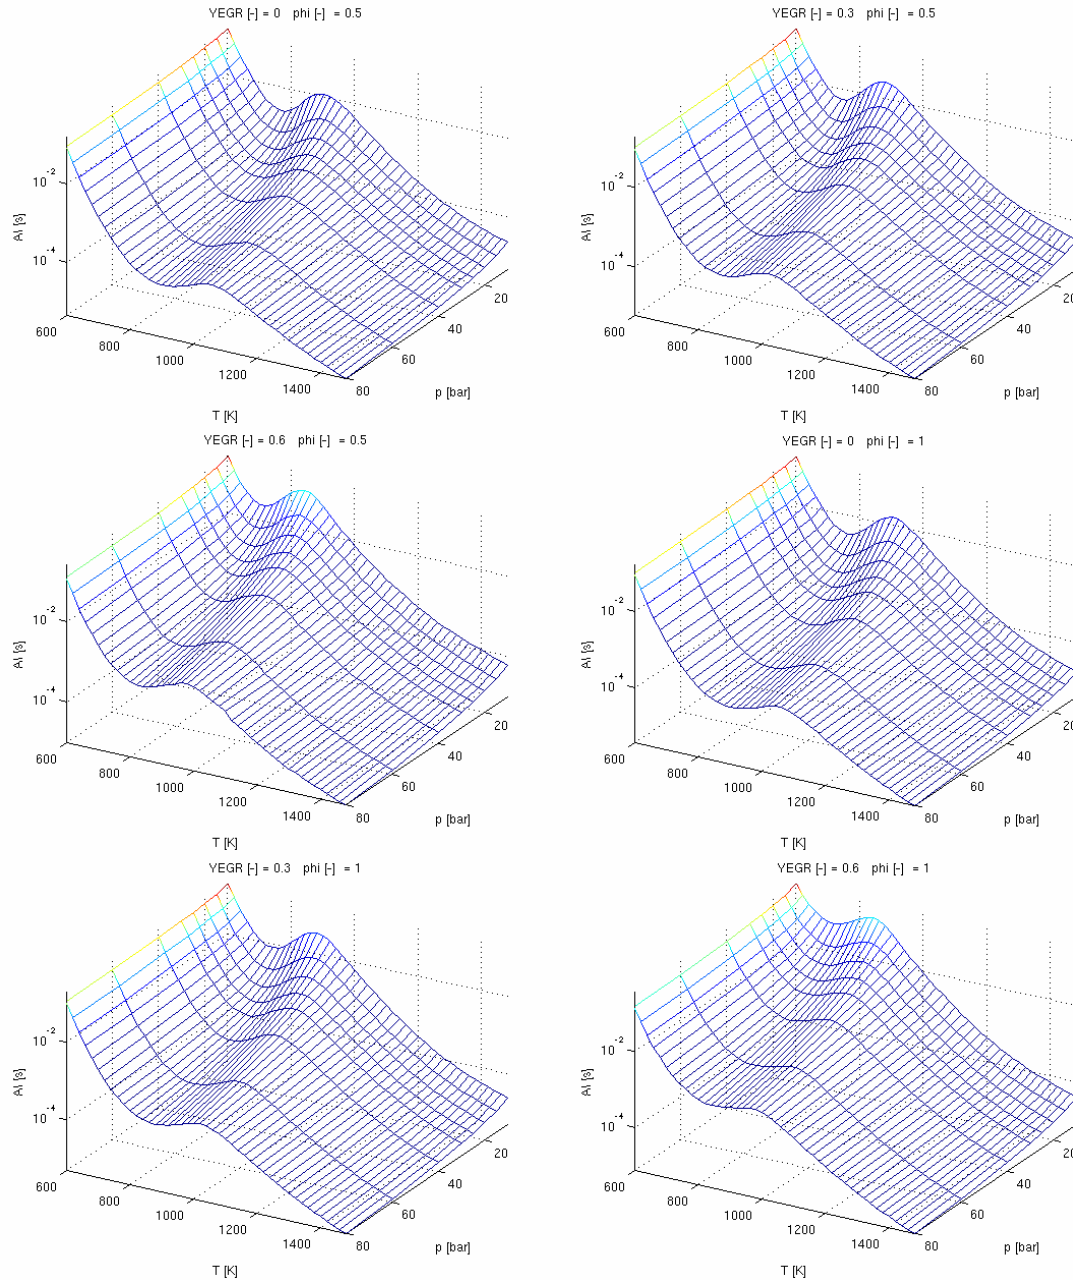 YEGR [-] = 0 phi [-] = 0.5
10^-2
10^-4
AI [s]
600
800
1000
1200
1400
T [K]
20
40
60
80
p [bar]
YEGR [-] = 0.3 phi [-] = 0.5
10^-2
10^-4
AI [s]
600
800
1000
1200
1400
T [K]
20
40
60
80
p [bar]
YEGR [-] = 0.6 phi [-] = 0.5
10^-2
10^-4
AI [s]
600
800
1000
1200
1400
T [K]
20
40
60
80
p [bar]
YEGR [-] = 0 phi [-] = 1
10^-2
10^-4
AI [s]
600
800
1000
1200
1400
T [K]
20
40
60
80
p [bar]
YEGR [-] = 0.3 phi [-] = 1
10^-2
10^-4
AI [s]
600
800
1000
1200
1400
T [K]
20
40
60
80
p [bar]
YEGR [-] = 0.6 phi [-] = 1
10^-2
10^-4
AI [s]
600
800
1000
1200
1400
T [K]
20
40
60
80
p [bar]